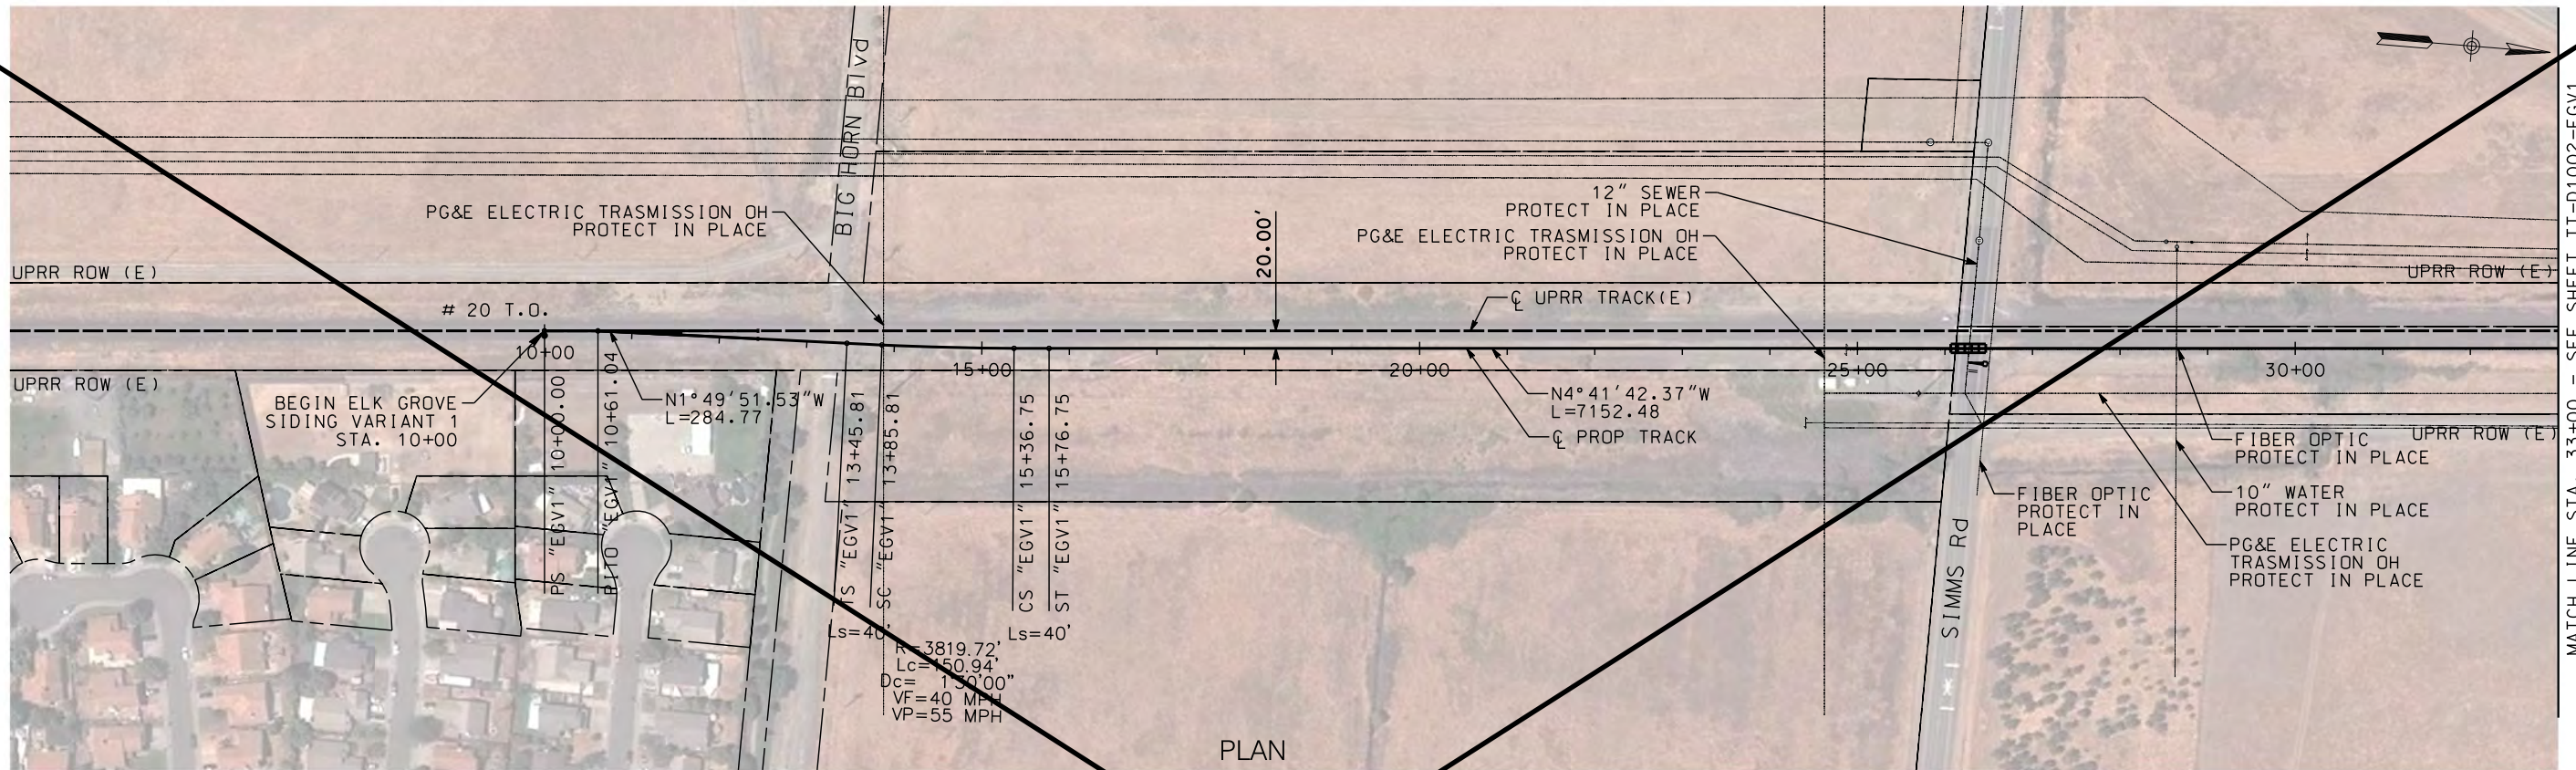 BIG HORN Blvd
PG&E ELECTRIC TRASMISSION OH
PROTECT IN PLACE
12" SEWER
PROTECT IN PLACE
PG&E ELECTRIC TRASMISSION OH
PROTECT IN PLACE
20.00'
UPRR ROW (E)
UPRR ROW (E)
# 20 T.O.
℄ UPRR TRACK(E)
10+00
15+00
20+00
25+00
30+00
UPRR ROW (E)
BEGIN ELK GROVE
SIDING VARIANT 1
STA. 10+00
PS "EGV1" 10+00.00
PITO "EGV1" 10+61.04
N1°49'51.53"W
L=284.77
TS "EGV1" 13+45.81
SC "EGV1" 13+85.81
CS "EGV1" 15+36.75
ST "EGV1" 15+76.75
Ls=40'
Ls=40'
R=3819.72'
Lc=150.94'
Dc= 1°30'00"
VF=40 MPH
VP=55 MPH
N4°41'42.37"W
L=7152.48
℄ PROP TRACK
UPRR ROW (E)
FIBER OPTIC
PROTECT IN PLACE
10" WATER
PROTECT IN PLACE
FIBER OPTIC
PROTECT IN
PLACE
PG&E ELECTRIC
TRASMISSION OH
PROTECT IN PLACE
SIMMS Rd
MATCH LINE STA. 33+00 - SEE SHEET TT-D1002-EGV1
PLAN